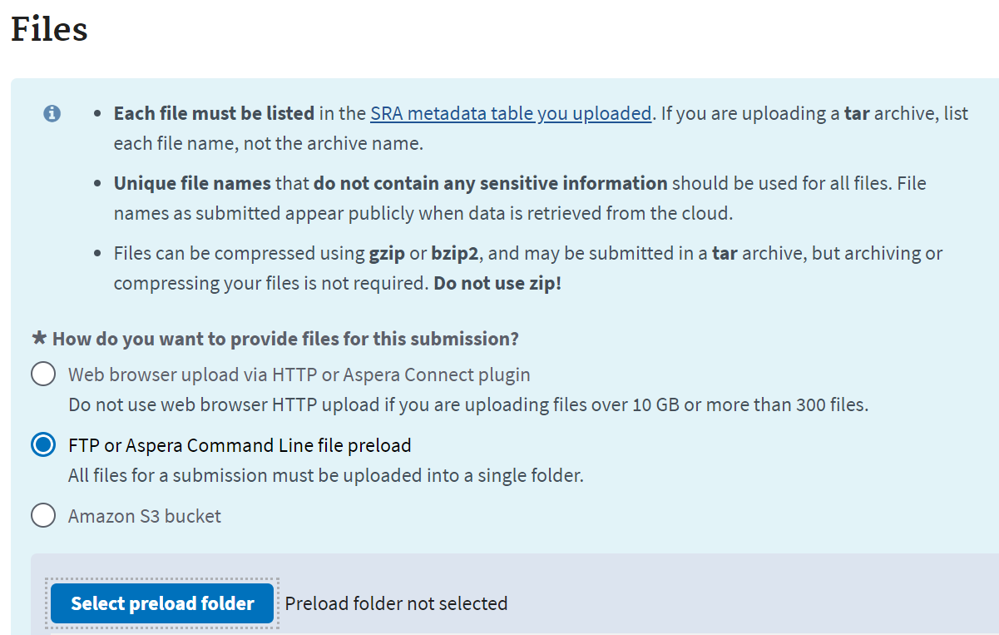 Files
Each file must be listed in the SRA metadata table you uploaded. If you are uploading a tar archive, list
each file name, not the archive name.
Unique file names that do not contain any sensitive information should be used for all files. File
names as submitted appear publicly when data is retrieved from the cloud.
Files can be compressed using gzip or bzip2, and may be submitted in a tar archive, but archiving or
compressing your files is not required. Do not use zip!
* How do you want to provide files for this submission?
Web browser upload via HTTP or Aspera Connect plugin
Do not use web browser HTTP upload if you are uploading files over 10 GB or more than 300 files.
FTP or Aspera Command Line file preload
All files for a submission must be uploaded into a single folder.
Amazon S3 bucket
Select preload folder Preload folder not selected